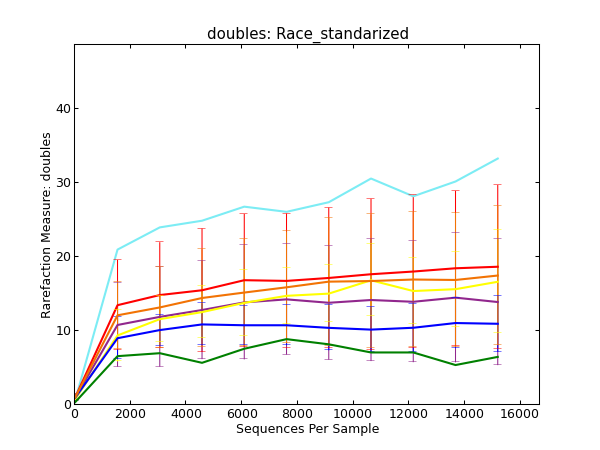 doubles: Race_standarized
Rarefaction Measure: doubles
40
30
20
10
0
0 2000 4000 6000 8000 10000 12000 14000 16000
Sequences Per Sample